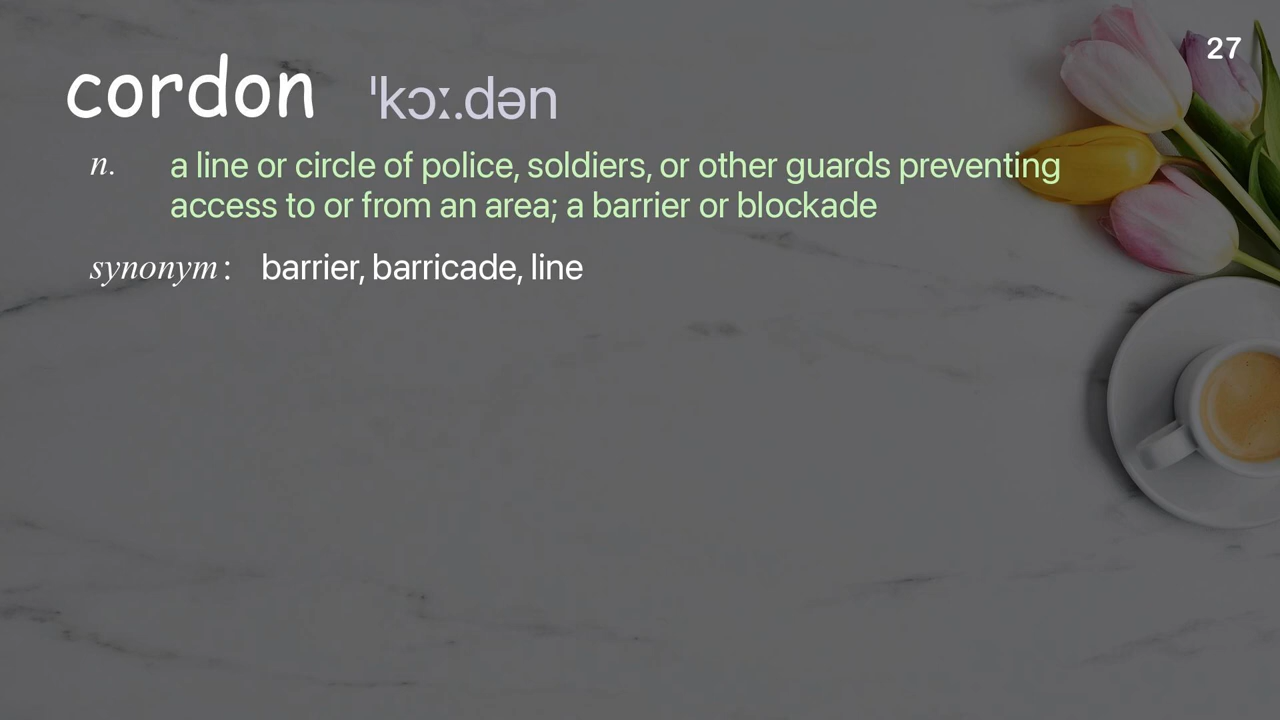 27
cordon ˈkɔː.dən
n. a line or circle of police, soldiers, or other guards preventing
access to or from an area; a barrier or blockade
synonym : barrier, barricade, line